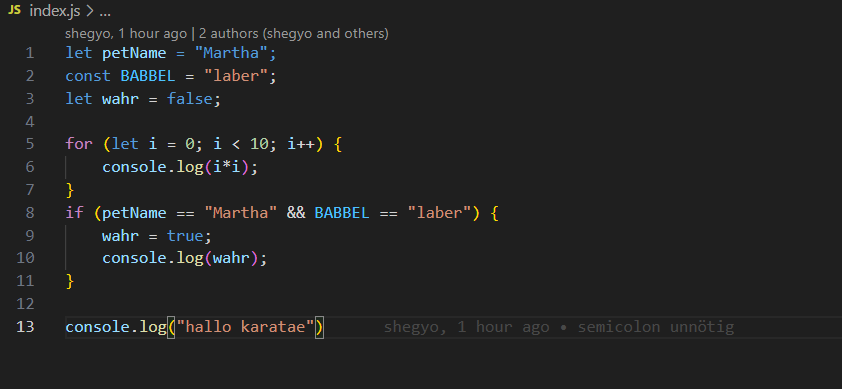 JS index.js > ...
shegyo, 1 hour ago | 2 authors (shegyo and others)
1 let petName = "Martha";
2 const BABBEL = "laber";
3 let wahr = false;
4
5 for (let i = 0; i < 10; i++) {
6     console.log(i*i);
7 }
8 if (petName == "Martha" && BABBEL == "laber") {
9     wahr = true;
10     console.log(wahr);
11 }
12
13 console.log("hallo karatae") shegyo, 1 hour ago • semicolon unnötig